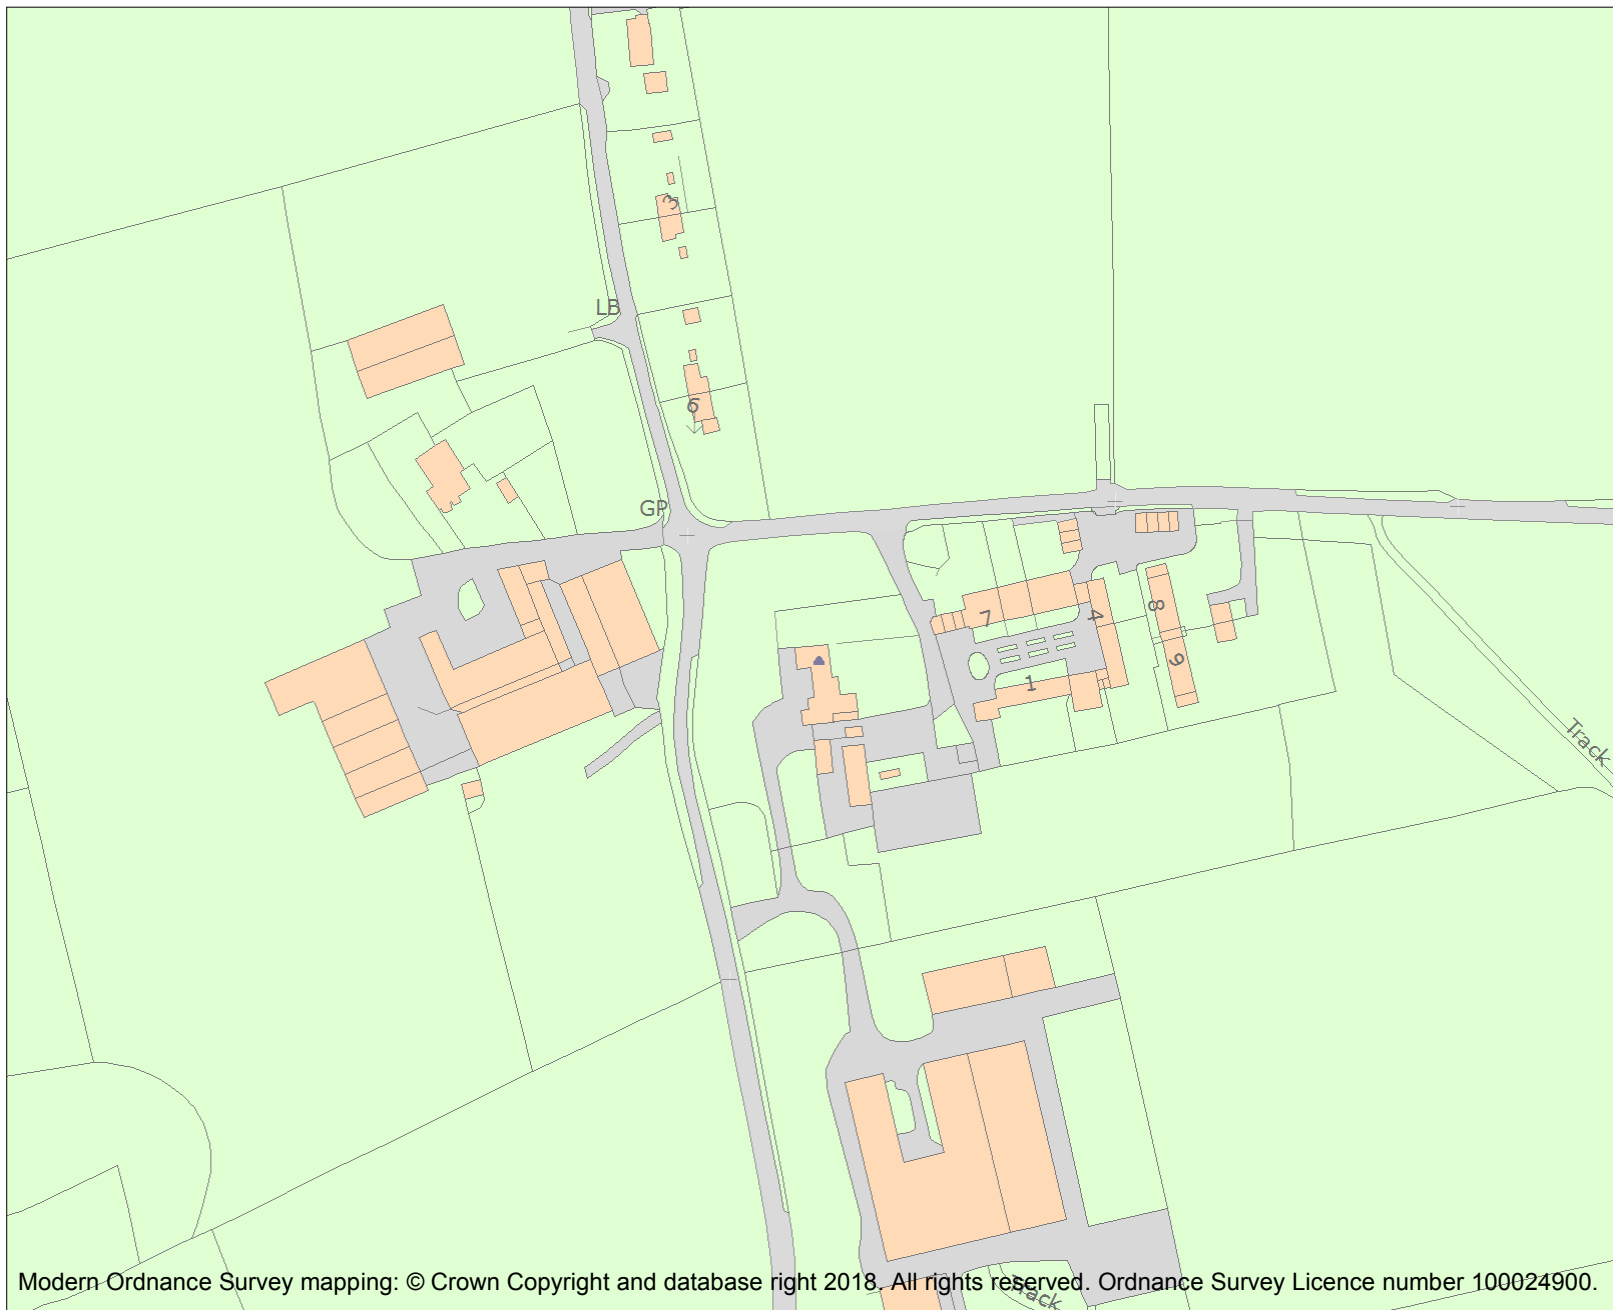 3
LB
6
GP
7
4
8
1
9
Track
Track
Modern Ordnance Survey mapping: © Crown Copyright and database right 2018. All rights reserved. Ordnance Survey Licence number 100024900.